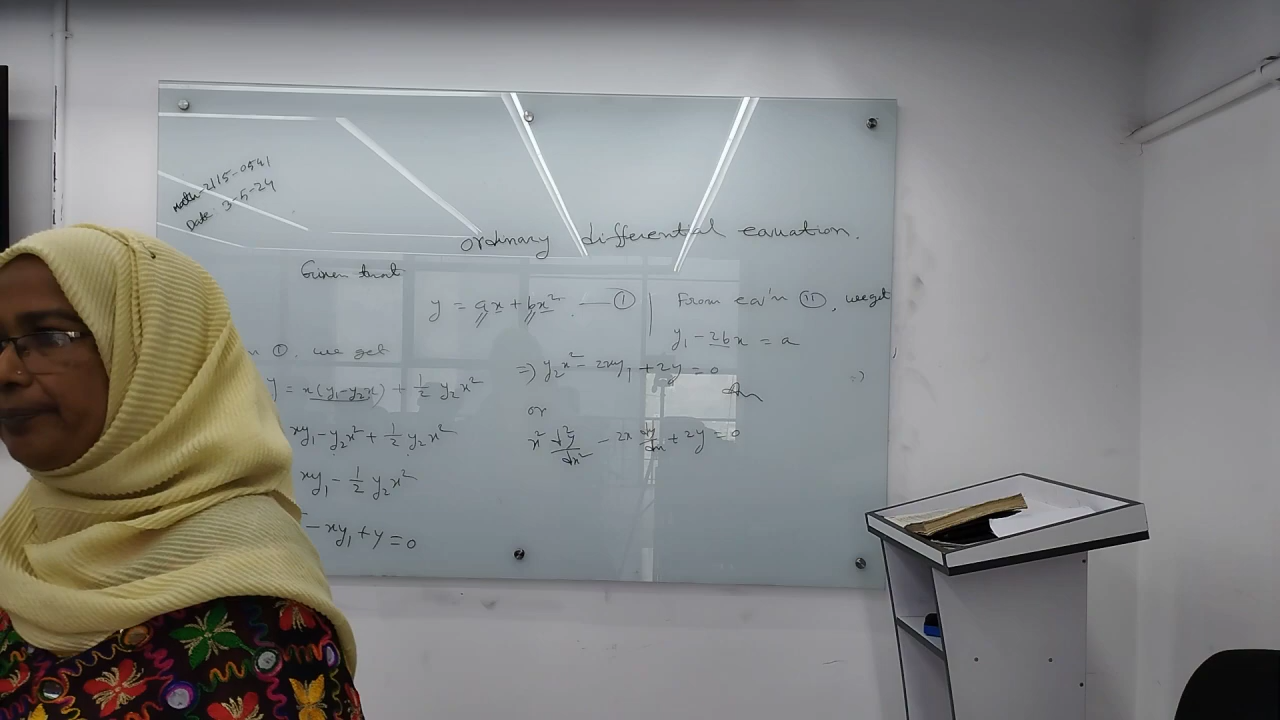 Math-2115-0541
Date: 3-5-24
ordinary differential equation.
Given that
y = ax + bx² — ①
① , we get
y = x(y₁-y₂x) + 1/2 y₂x²
xy₁ - y₂x² + 1/2 y₂x²
xy₁ - 1/2 y₂x²
- xy₁ + y = 0
From eq'n ⑪, we get
y₁ - 2bx = a
⇒ y₂x² - 2xy₁ + 2y = 0
or
x² d²y/dx² - 2x dy/dx + 2y = 0
⇒